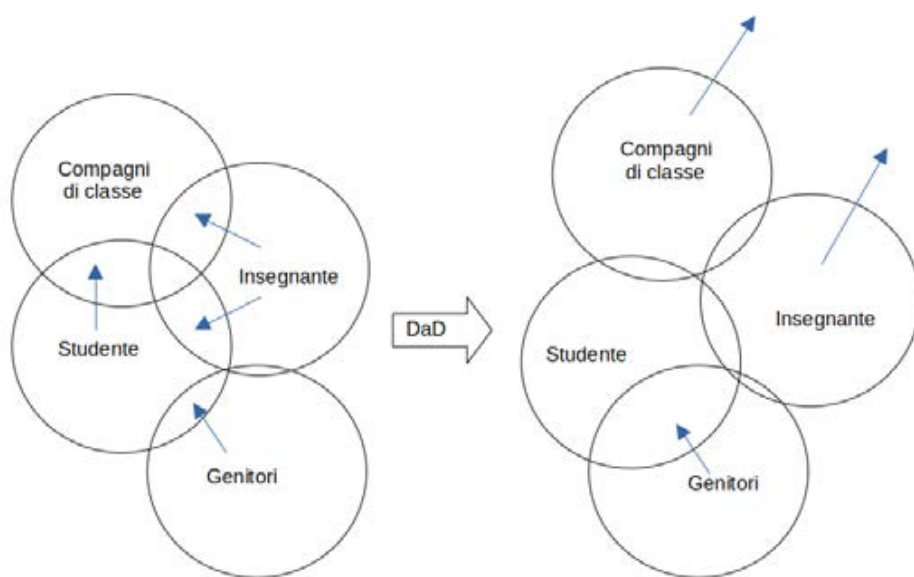 Compagni
di classe
Insegnante
Studente
Genitori
DaD
Compagni
di classe
Insegnante
Studente
Genitori